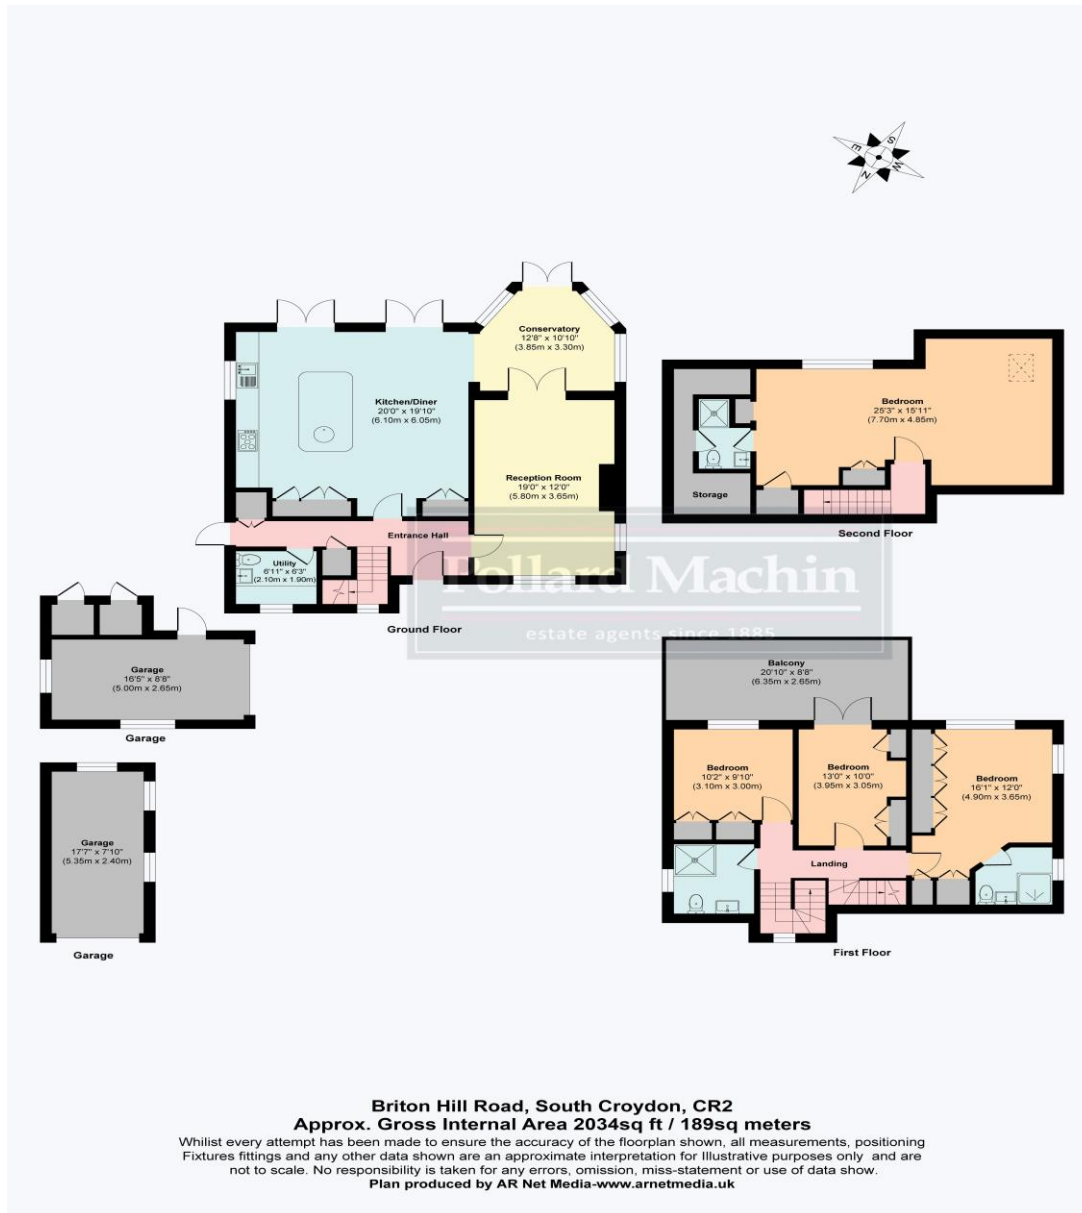 S
E
W
N
Conservatory
12'8" x 10'10"
(3.85m x 3.30m)
Kitchen/Diner
20'0" x 19'10"
(6.10m x 6.05m)
Reception Room
19'0" x 12'0"
(5.80m x 3.65m)
Entrance Hall
Utility
6'11" x 6'3"
(2.10m x 1.90m)
Ground Floor
Bedroom
25'3" x 15'11"
(7.70m x 4.85m)
Storage
Second Floor
Pollard Machin
estate agents since 1885
Garage
16'5" x 8'8"
(5.00m x 2.65m)
Garage
Garage
17'7" x 7'10"
(5.35m x 2.40m)
Garage
Balcony
20'10" x 8'8"
(6.35m x 2.65m)
Bedroom
10'2" x 9'10"
(3.10m x 3.00m)
Bedroom
13'0" x 10'0"
(3.95m x 3.05m)
Bedroom
16'1" x 12'0"
(4.90m x 3.65m)
Landing
First Floor
Briton Hill Road, South Croydon, CR2
Approx. Gross Internal Area 2034sq ft / 189sq meters
Whilist every attempt has been made to ensure the accuracy of the floorplan shown, all measurements, positioning
Fixtures fittings and any other data shown are an approximate interpretation for Illustrative purposes only and are
not to scale. No responsibility is taken for any errors, omission, miss-statement or use of data show.
Plan produced by AR Net Media-www.arnetmedia.uk